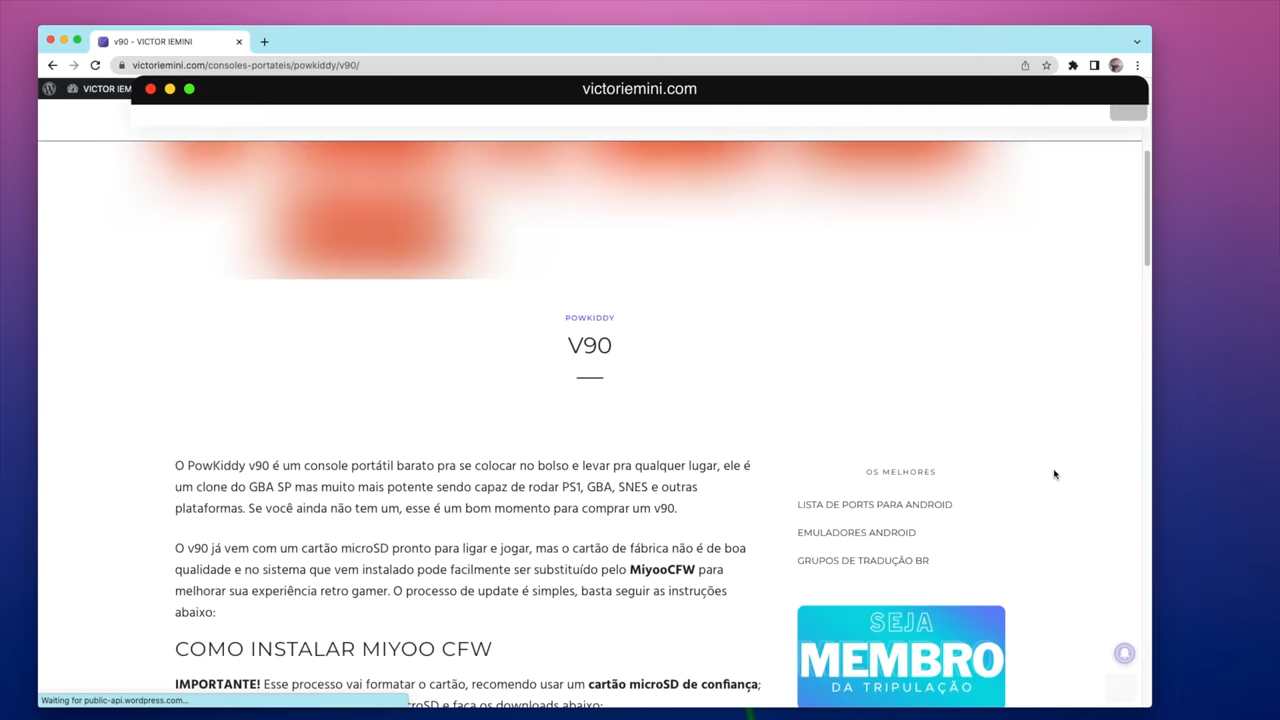 v90 - VICTOR IEMINI
victoriemini.com/consoles-portateis/powkiddy/v90/
VICTOR IEM
victoriemini.com
POWKIDDY
V90
O PowKiddy v90 é um console portátil barato pra se colocar no bolso e levar pra qualquer lugar, ele é
um clone do GBA SP mas muito mais potente sendo capaz de rodar PS1, GBA, SNES e outras
plataformas. Se você ainda não tem um, esse é um bom momento para comprar um v90.
O v90 já vem com um cartão microSD pronto para ligar e jogar, mas o cartão de fábrica não é de boa
qualidade e no sistema que vem instalado pode facilmente ser substituído pelo MiyooCFW para
melhorar sua experiência retro gamer. O processo de update é simples, basta seguir as instruções
abaixo:
COMO INSTALAR MIYOO CFW
IMPORTANTE! Esse processo vai formatar o cartão, recomendo usar um cartão microSD de confiança;
OS MELHORES
LISTA DE PORTS PARA ANDROID
EMULADORES ANDROID
GRUPOS DE TRADUÇÃO BR
SEJA
MEMBRO
DA TRIPULAÇÃO
Waiting for public-api.wordpress.com...